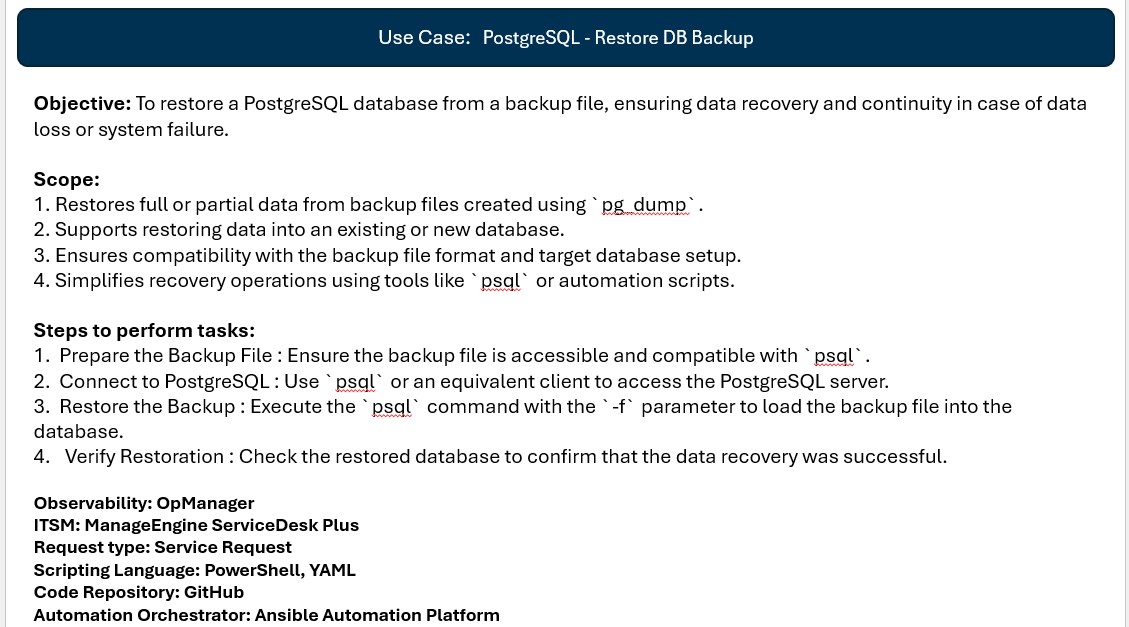 Use Case: PostgreSQL - Restore DB Backup
Objective: To restore a PostgreSQL database from a backup file, ensuring data recovery and continuity in case of data
loss or system failure.
Scope:
1. Restores full or partial data from backup files created using `pg_dump`.
2. Supports restoring data into an existing or new database.
3. Ensures compatibility with the backup file format and target database setup.
4. Simplifies recovery operations using tools like `psql` or automation scripts.
Steps to perform tasks:
1. Prepare the Backup File : Ensure the backup file is accessible and compatible with `psql`.
2. Connect to PostgreSQL : Use `psql` or an equivalent client to access the PostgreSQL server.
3. Restore the Backup : Execute the `psql` command with the `-f` parameter to load the backup file into the
database.
4. Verify Restoration : Check the restored database to confirm that the data recovery was successful.
Observability: OpManager
ITSM: ManageEngine ServiceDesk Plus
Request type: Service Request
Scripting Language: PowerShell, YAML
Code Repository: GitHub
Automation Orchestrator: Ansible Automation Platform